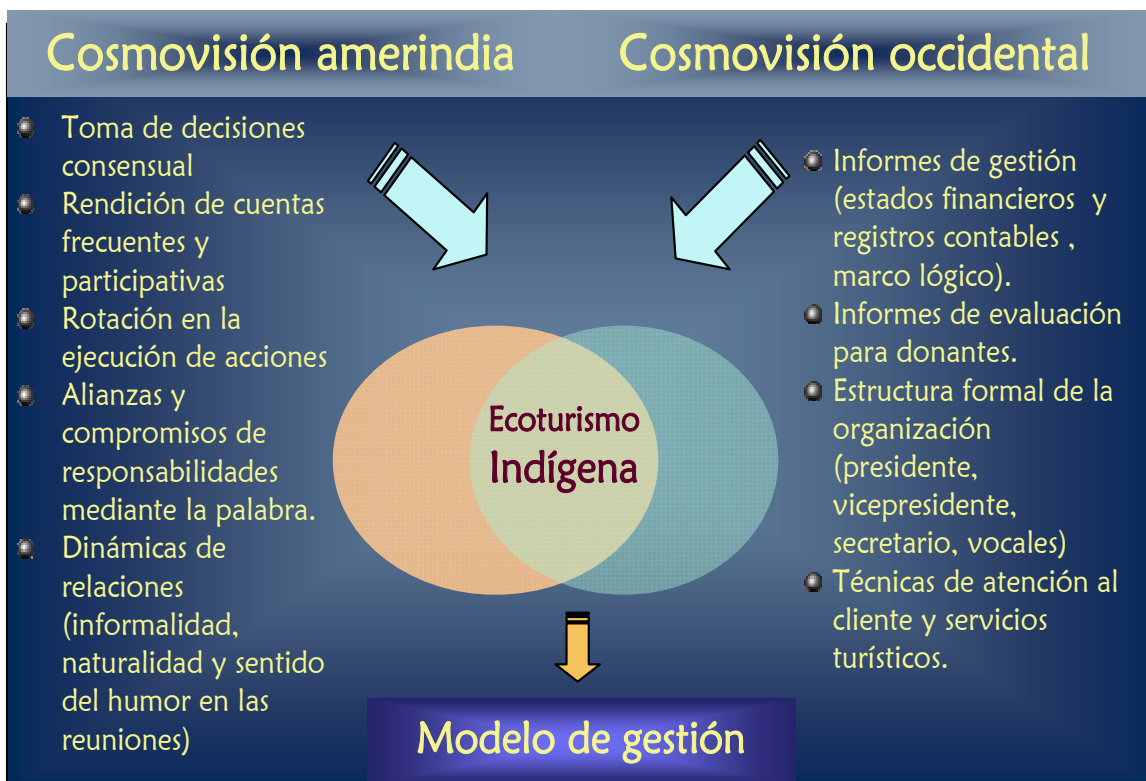 Cosmovisión amerindia
Cosmovisión occidental
Toma de decisiones
consensual
Rendición de cuentas
frecuentes y
participativas
Rotación en la
ejecución de acciones
Alianzas y
compromisos de
responsabilidades
mediante la palabra.
Dinámicas de
relaciones
(informalidad,
naturalidad y sentido
del humor en las
reuniones)
Informes de gestión
(estados financieros y
registros contables ,
marco lógico).
Informes de evaluación
para donantes.
Estructura formal de la
organización
(presidente,
vicepresidente,
secretario, vocales)
Técnicas de atención al
cliente y servicios
turísticos.
Ecoturismo
Indígena
Modelo de gestión